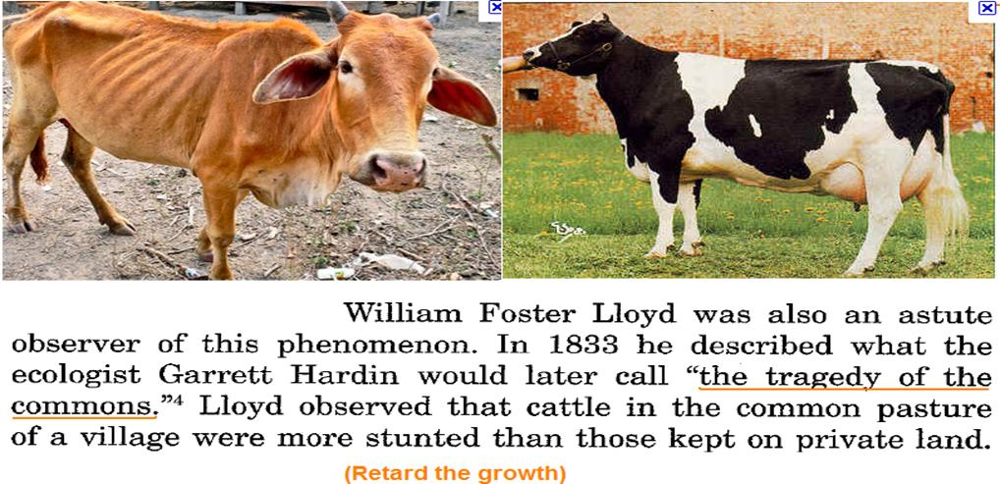 William Foster Lloyd was also an astute
observer of this phenomenon. In 1833 he described what the
ecologist Garrett Hardin would later call “the tragedy of the
commons.”4 Lloyd observed that cattle in the common pasture
of a village were more stunted than those kept on private land.
(Retard the growth)